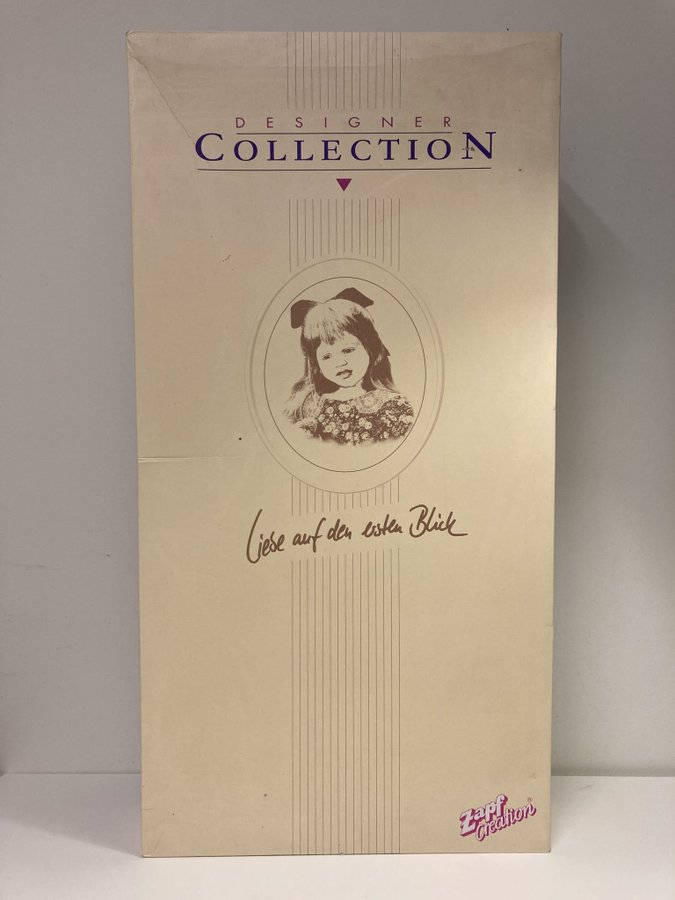 DESIGNER
COLLECTION
Liebe auf den ersten Blick
Zapf
creation®